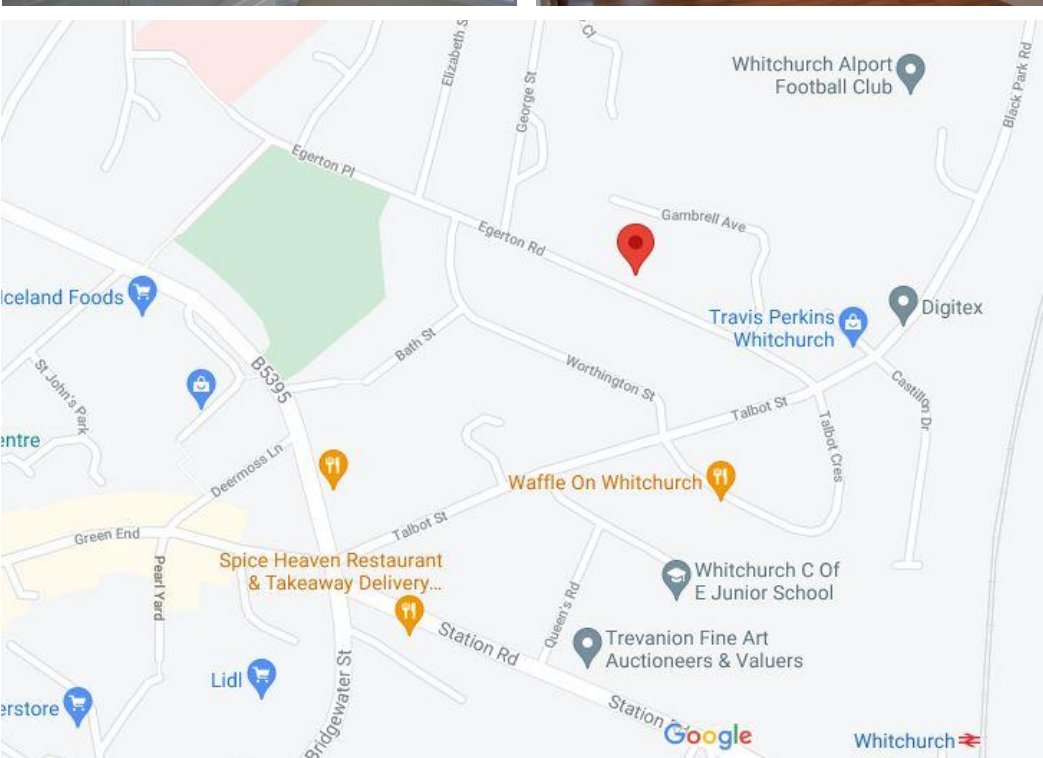 Whitchurch Alport
Football Club
Black Park Rd
George St
Egerton Pl
Gambrell Ave
Egerton Rd
Iceland Foods
Digitex
Travis Perkins
Whitchurch
Bath St
B5395
Worthington St
St John's Park
Castillon Dr
Talbot St
Talbot Cres
entre
Deermoss Ln
Waffle On Whitchurch
Talbot St
Green End
Spice Heaven Restaurant
& Takeaway Delivery...
Pearl Yard
Whitchurch C Of
E Junior School
Queen's Rd
Station Rd
Trevanion Fine Art
Auctioneers & Valuers
Lidl
erstore
Bridgewater St
Station
Google
Whitchurch